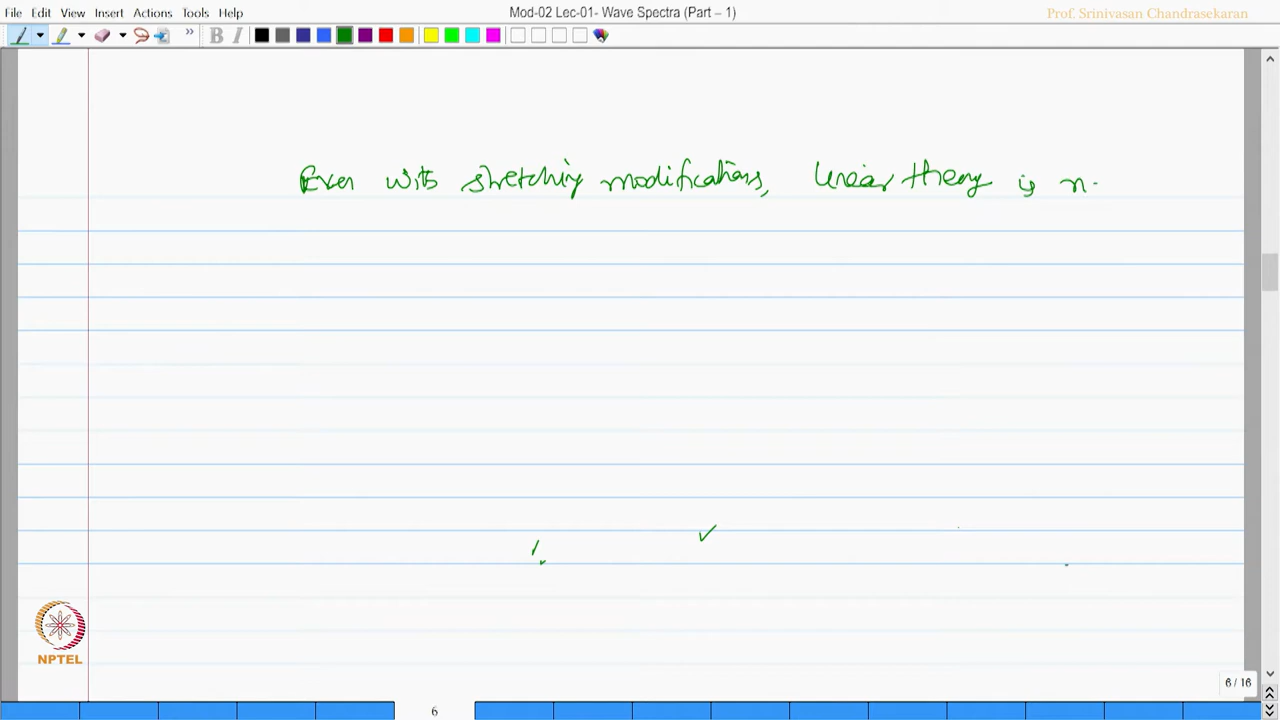 File Edit View Insert Actions Tools Help
Mod-02 Lec-01- Wave Spectra (Part – 1)
Prof. Srinivasan Chandrasekaran
B I
Even with stretching modifications, linear theory is n
NPTEL
6 / 16
6